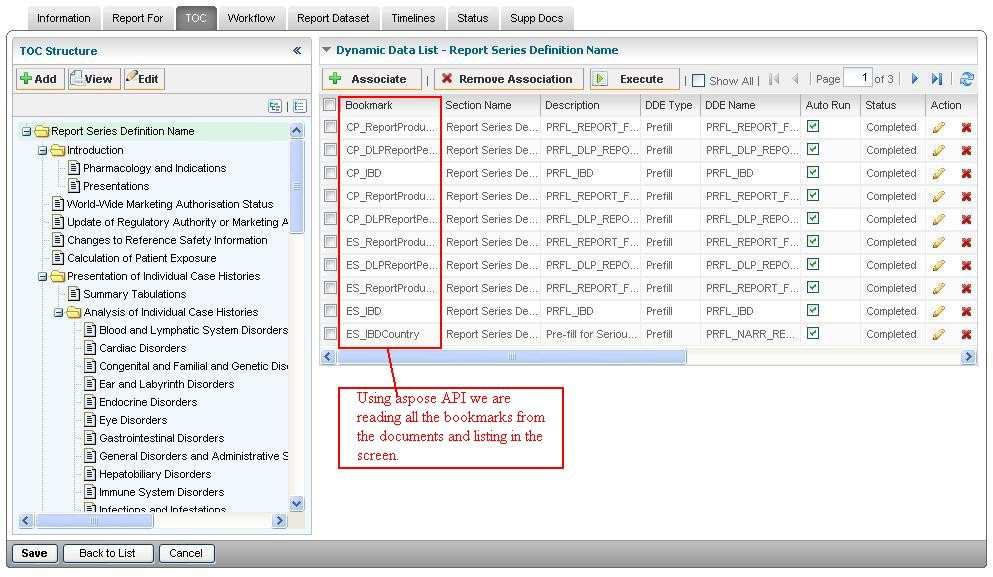 Information Report For TOC Workflow Report Dataset Timelines Status Supp Docs
TOC Structure «
Add View Edit
Report Series Definition Name
Introduction
Pharmacology and Indications
Presentations
World-Wide Marketing Authorisation Status
Update of Regulatory Authority or Marketing A
Changes to Reference Safety Information
Calculation of Patient Exposure
Presentation of Individual Case Histories
Summary Tabulations
Analysis of Individual Case Histories
Blood and Lymphatic System Disorders
Cardiac Disorders
Congenital and Familial and Genetic Dis
Ear and Labyrinth Disorders
Endocrine Disorders
Eye Disorders
Gastrointestinal Disorders
General Disorders and Administrative S
Hepatobiliary Disorders
Immune System Disorders
Infections and Infestations
Dynamic Data List - Report Series Definition Name
Associate | Remove Association Execute | Show All | Page 1 of 3 | |
Bookmark Section Name Description DDE Type DDE Name Auto Run Status Action
CP_ReportProdu... Report Series De... PRFL_REPORT_F... Prefill PRFL_REPORT_F... Completed
CP_DLPReportPe... Report Series De... PRFL_DLP_REPO... Prefill PRFL_DLP_REPO... Completed
CP_IBD Report Series De... PRFL_IBD Prefill PRFL_IBD Completed
CP_ReportProdu... Report Series De... PRFL_REPORT_F... Prefill PRFL_REPORT_F... Completed
CP_DLPReportPe... Report Series De... PRFL_DLP_REPO... Prefill PRFL_DLP_REPO... Completed
ES_ReportProdu... Report Series De... PRFL_REPORT_F... Prefill PRFL_REPORT_F... Completed
ES_DLPReportPe... Report Series De... PRFL_DLP_REPO... Prefill PRFL_DLP_REPO... Completed
ES_ReportProdu... Report Series De... PRFL_REPORT_F... Prefill PRFL_REPORT_F... Completed
ES_IBD Report Series De... PRFL_IBD Prefill PRFL_IBD Completed
ES_IBDCountry Report Series De... Pre-fill for Seriou... Prefill PRFL_NARR_RE... Completed
Using aspose API we are
reading all the bookmarks from
the documents and listing in the
screen.
Save Back to List Cancel